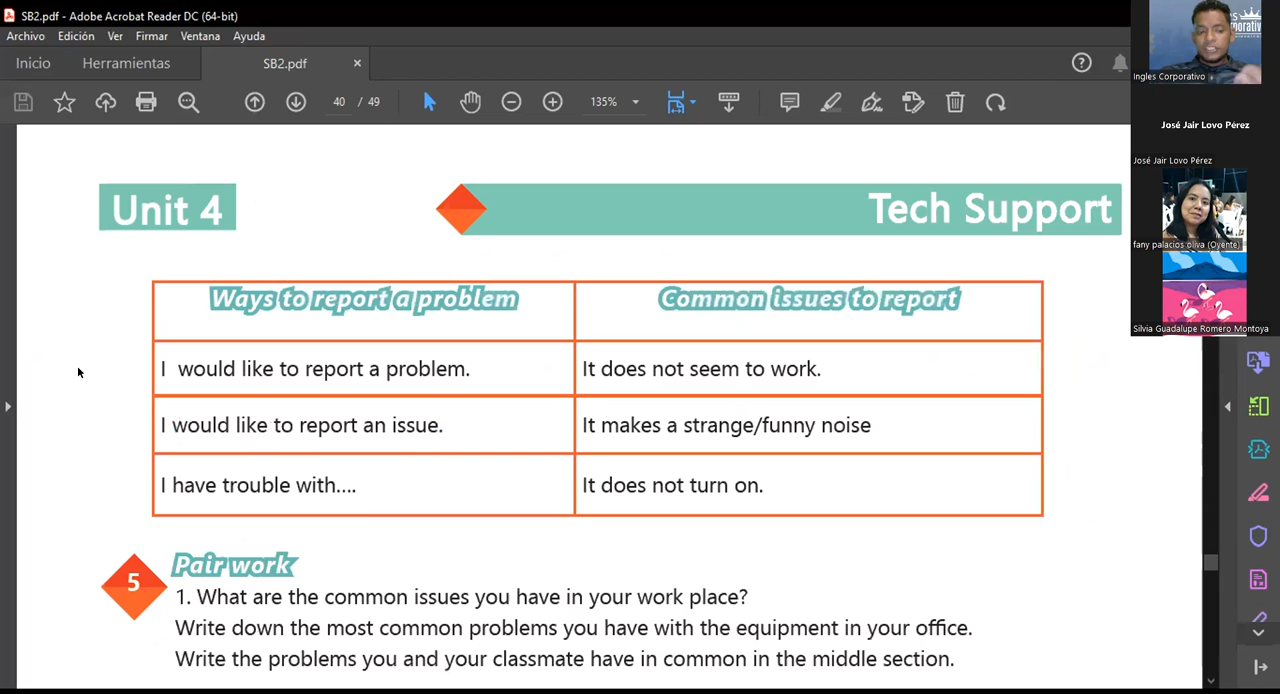 SB2.pdf - Adobe Acrobat Reader DC (64-bit)
Archivo Edición Ver Firmar Ventana Ayuda
Inicio Herramientas SB2.pdf ×
40 / 49 135%
Unit 4
Tech Support
Ways to report a problem
Common issues to report
I would like to report a problem.
It does not seem to work.
I would like to report an issue.
It makes a strange/funny noise
I have trouble with....
It does not turn on.
5
Pair work
1. What are the common issues you have in your work place?
Write down the most common problems you have with the equipment in your office.
Write the problems you and your classmate have in common in the middle section.
Ingles Corporativo
José Jair Lovo Pérez
José Jair Lovo Pérez
fany palacios oliva (Oyente)
Silvia Guadalupe Romero Montoya